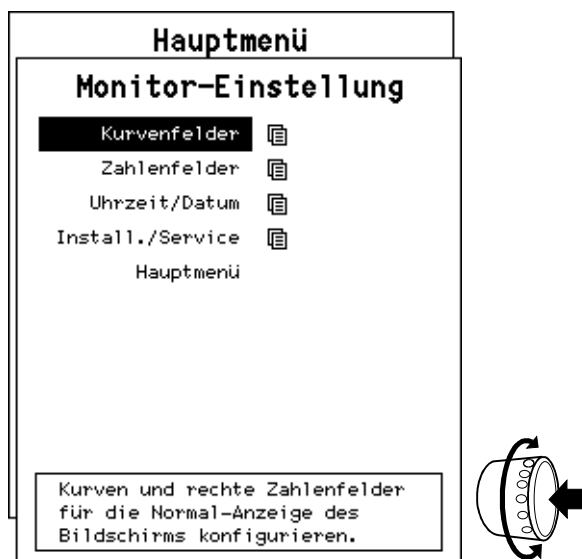 Hauptmenü
Monitor-Einstellung
Kurvenfelder
Zahlenfelder
Uhrzeit/Datum
Install./Service
Hauptmenü
Kurven und rechte Zahlenfelder
für die Normal-Anzeige des
Bildschirms konfigurieren.